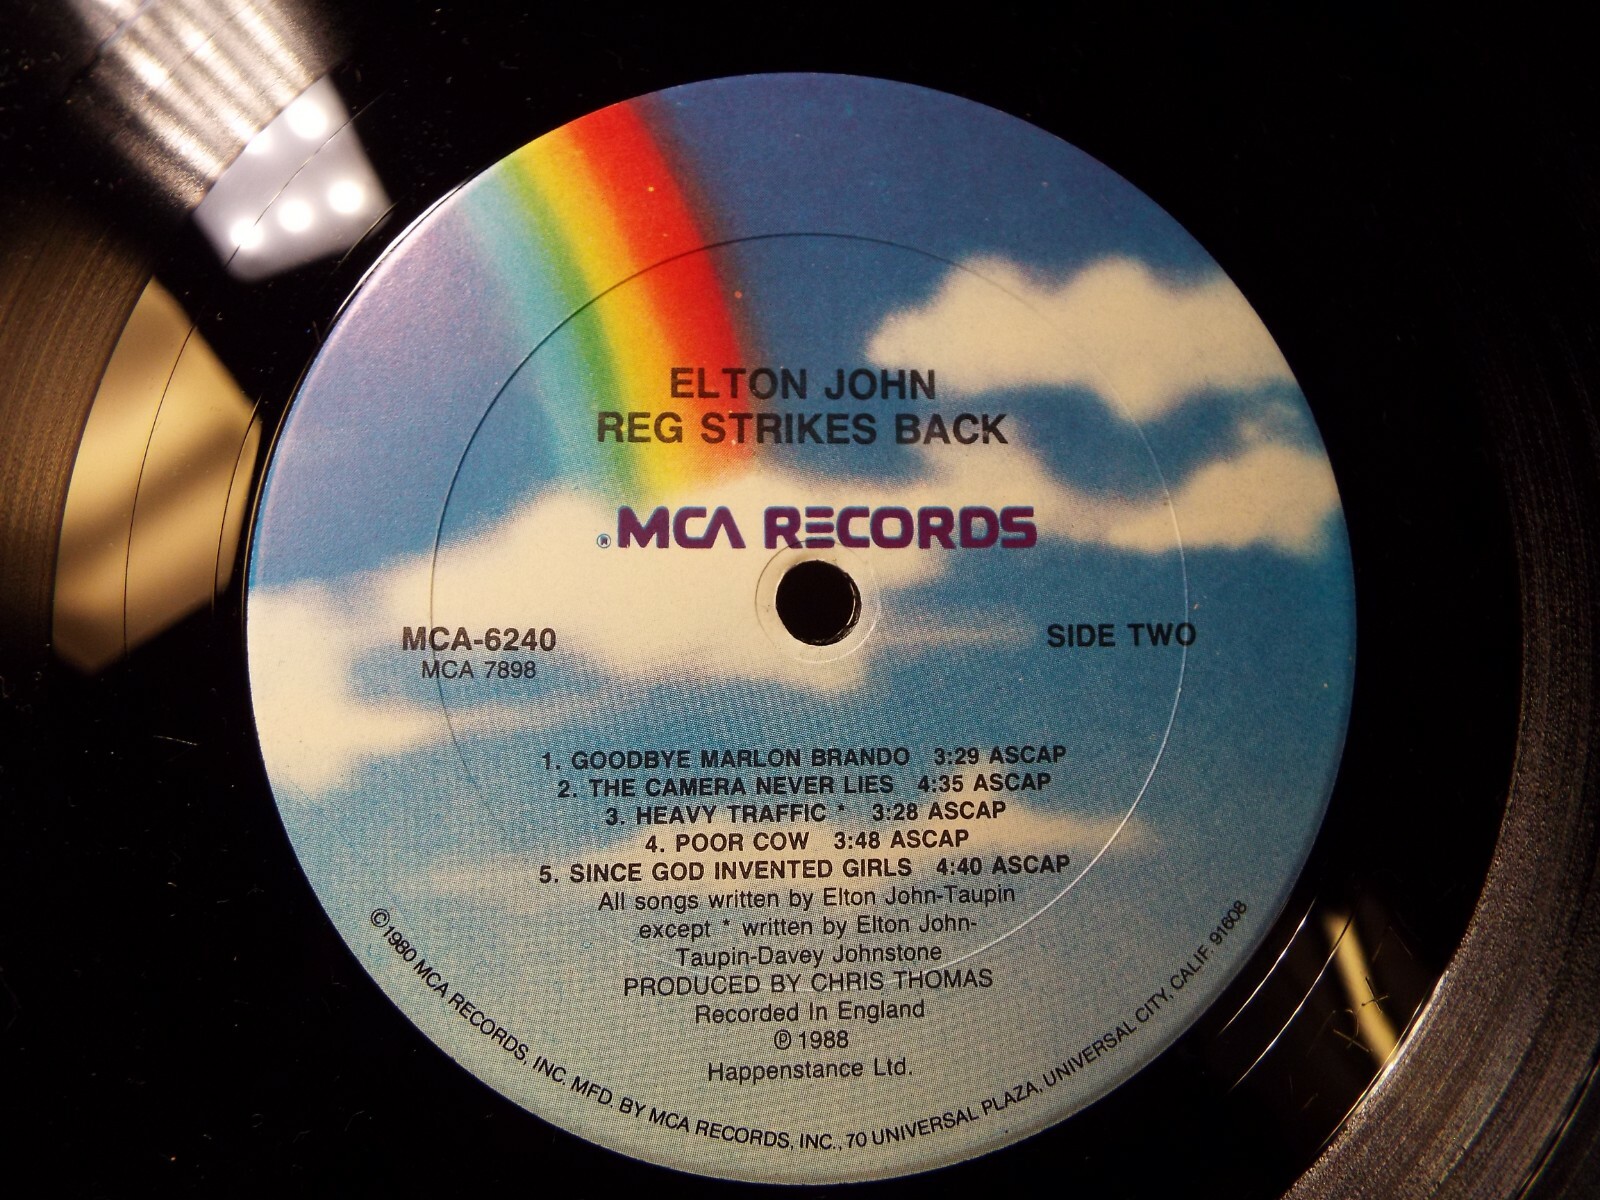 ELTON JOHN
REG STRIKES BACK
®MCA RECORDS
MCA-6240
MCA 7898
SIDE TWO
1. GOODBYE MARLON BRANDO 3:29 ASCAP
2. THE CAMERA NEVER LIES 4:35 ASCAP
3. HEAVY TRAFFIC * 3:28 ASCAP
4. POOR COW 3:48 ASCAP
5. SINCE GOD INVENTED GIRLS 4:40 ASCAP
All songs written by Elton John-Taupin
except * written by Elton John-
Taupin-Davey Johnstone
PRODUCED BY CHRIS THOMAS
Recorded In England
℗ 1988
Happenstance Ltd.
©1980 MCA RECORDS, INC. MFD. BY MCA RECORDS, INC., 70 UNIVERSAL PLAZA, UNIVERSAL CITY, CALIF. 91608